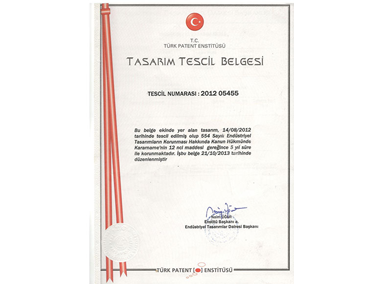 T.C.
TÜRK PATENT ENSTİTÜSÜ
TASARIM TESCİL BELGESİ
TESCİL NUMARASI : 2012 05455
Bu belge ekinde yer alan tasarım, 14/08/2012
tarihinde tescil edilmiş olup 554 Sayılı Endüstriyel
Tasarımların Korunması Hakkında Kanun Hükmünde
Kararname'nin 12 nci maddesi gereğince 5 yıl süre
ile korunmaktadır. İşbu belge 21/10/2013 tarihinde
düzenlenmiştir
Enstitü Başkanı a.
Endüstriyel Tasarımlar Dairesi Başkanı
TÜRK PATENT ENSTİTÜSÜ